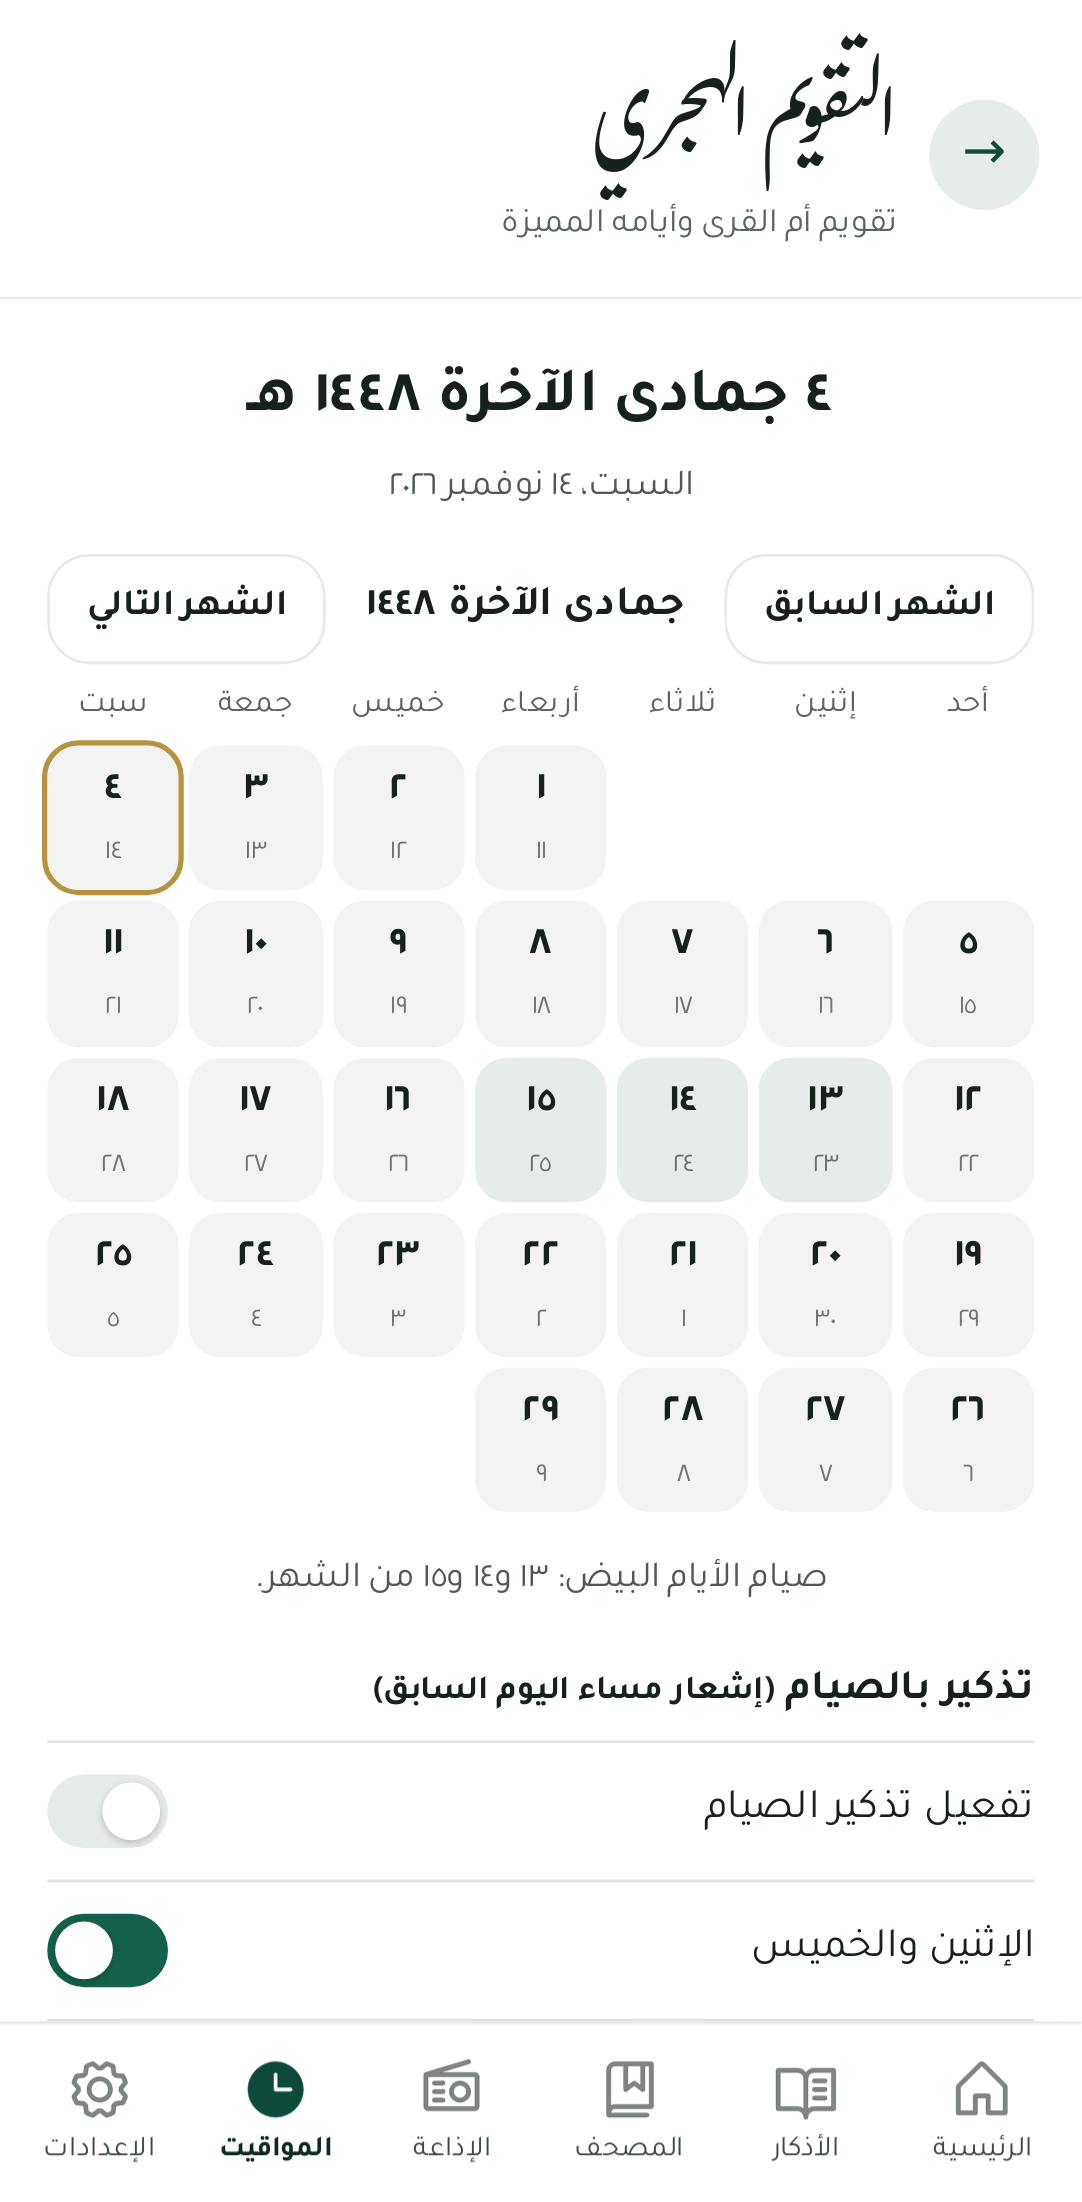 التقويم الهجري
تقويم أم القرى وأيامه المميزة
٤ جمادى الآخرة ١٤٤٨ هـ
السبت، ١٤ نوفمبر ٢٠٢٦
الشهر السابق جمادى الآخرة ١٤٤٨ الشهر التالي
أحد إثنين ثلاثاء أربعاء خميس جمعة سبت
١ ٢ ٣ ٤
١١ ١٢ ١٣ ١٤
٥ ٦ ٧ ٨ ٩ ١٠ ١١
١٥ ١٦ ١٧ ١٨ ١٩ ٢٠ ٢١
١٢ ١٣ ١٤ ١٥ ١٦ ١٧ ١٨
٢٢ ٢٣ ٢٤ ٢٥ ٢٦ ٢٧ ٢٨
١٩ ٢٠ ٢١ ٢٢ ٢٣ ٢٤ ٢٥
٢٩ ٣٠ ١ ٢ ٣ ٤ ٥
٢٦ ٢٧ ٢٨ ٢٩
٦ ٧ ٨ ٩
صيام الأيام البيض: ١٣ و١٤ و١٥ من الشهر.
تذكير بالصيام (إشعار مساء اليوم السابق)
تفعيل تذكير الصيام
الإثنين والخميس
الرئيسية الأذكار المصحف الإذاعة المواقيت الإعدادات